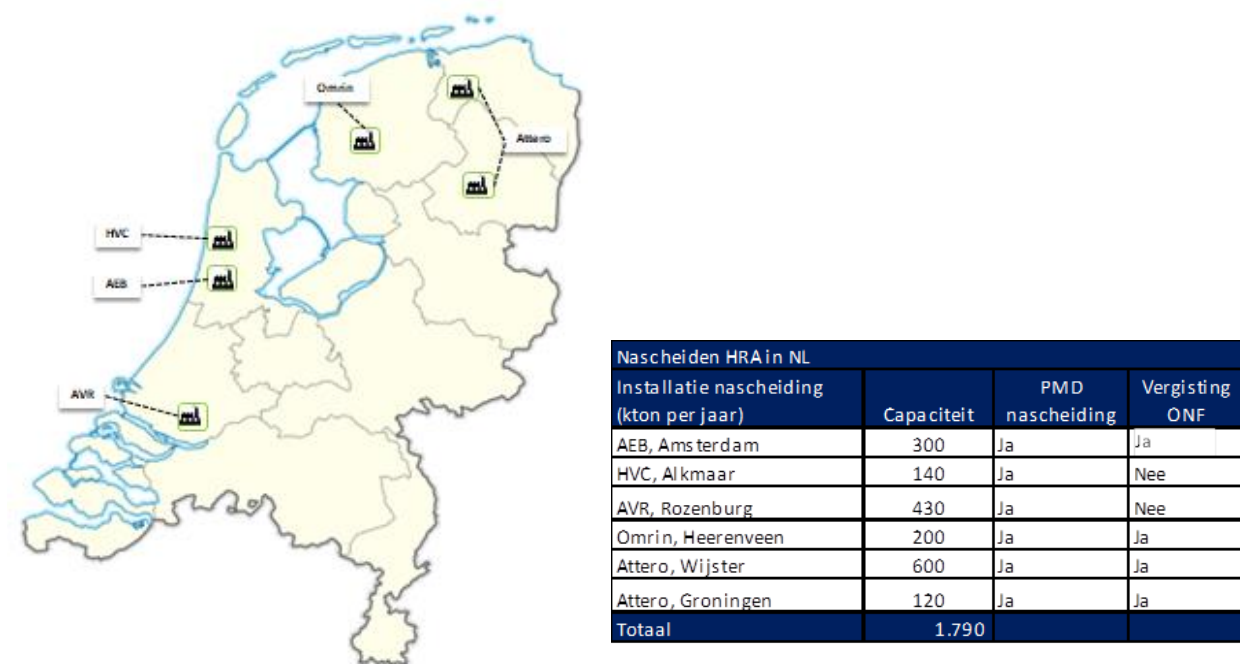 Omrin
Attero
HVC
AEB
AVR
Nascheiden HRA in NL
Installatie nascheiding (kton per jaar) Capaciteit PMD nascheiding Vergisting ONF
AEB, Amsterdam 300 Ja Ja
HVC, Alkmaar 140 Ja Nee
AVR, Rozenburg 430 Ja Nee
Omrin, Heerenveen 200 Ja Ja
Attero, Wijster 600 Ja Ja
Attero, Groningen 120 Ja Ja
Totaal 1.790